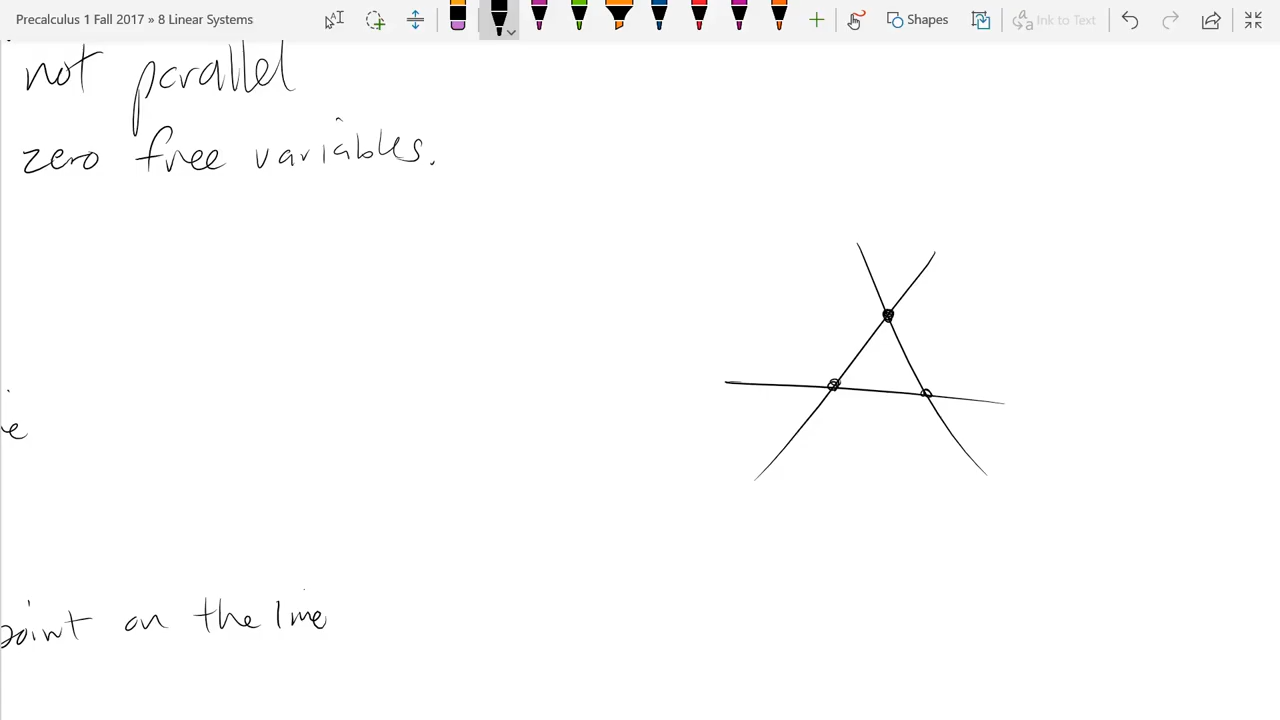 Precalculus 1 Fall 2017 » 8 Linear Systems
Shapes
Ink to Text
not parallel
zero free variables.
e
point on the line